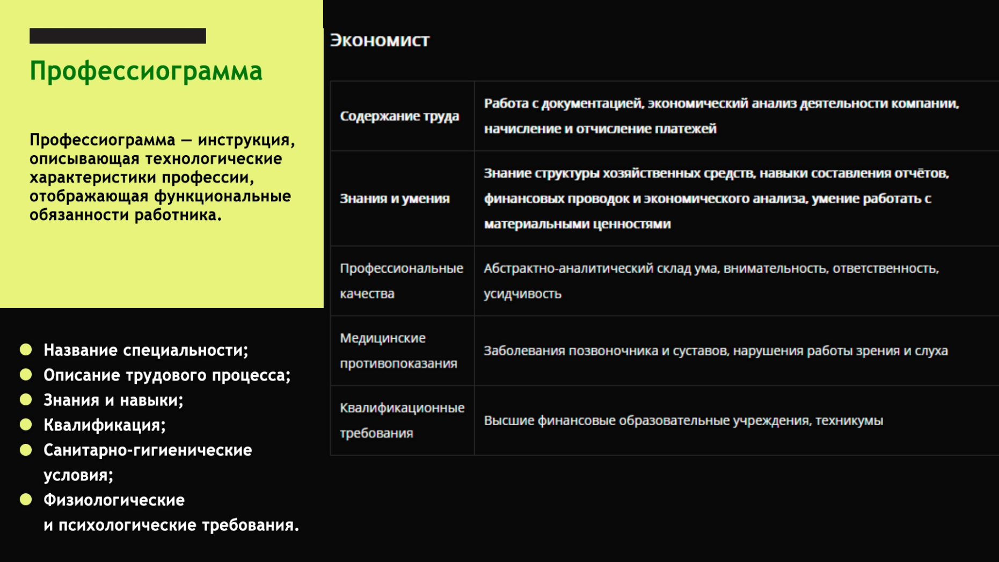 Профессиограмма
Профессиограмма — инструкция,
описывающая технологические
характеристики профессии,
отображающая функциональные
обязанности работника.
Название специальности;
Описание трудового процесса;
Знания и навыки;
Квалификация;
Санитарно-гигиенические
условия;
Физиологические
и психологические требования.
Экономист
Содержание труда
Работа с документацией, экономический анализ деятельности компании,
начисление и отчисление платежей
Знания и умения
Знание структуры хозяйственных средств, навыки составления отчётов,
финансовых проводок и экономического анализа, умение работать с
материальными ценностями
Профессиональные
качества
Абстрактно-аналитический склад ума, внимательность, ответственность,
усидчивость
Медицинские
противопоказания
Заболевания позвоночника и суставов, нарушения работы зрения и слуха
Квалификационные
требования
Высшие финансовые образовательные учреждения, техникумы